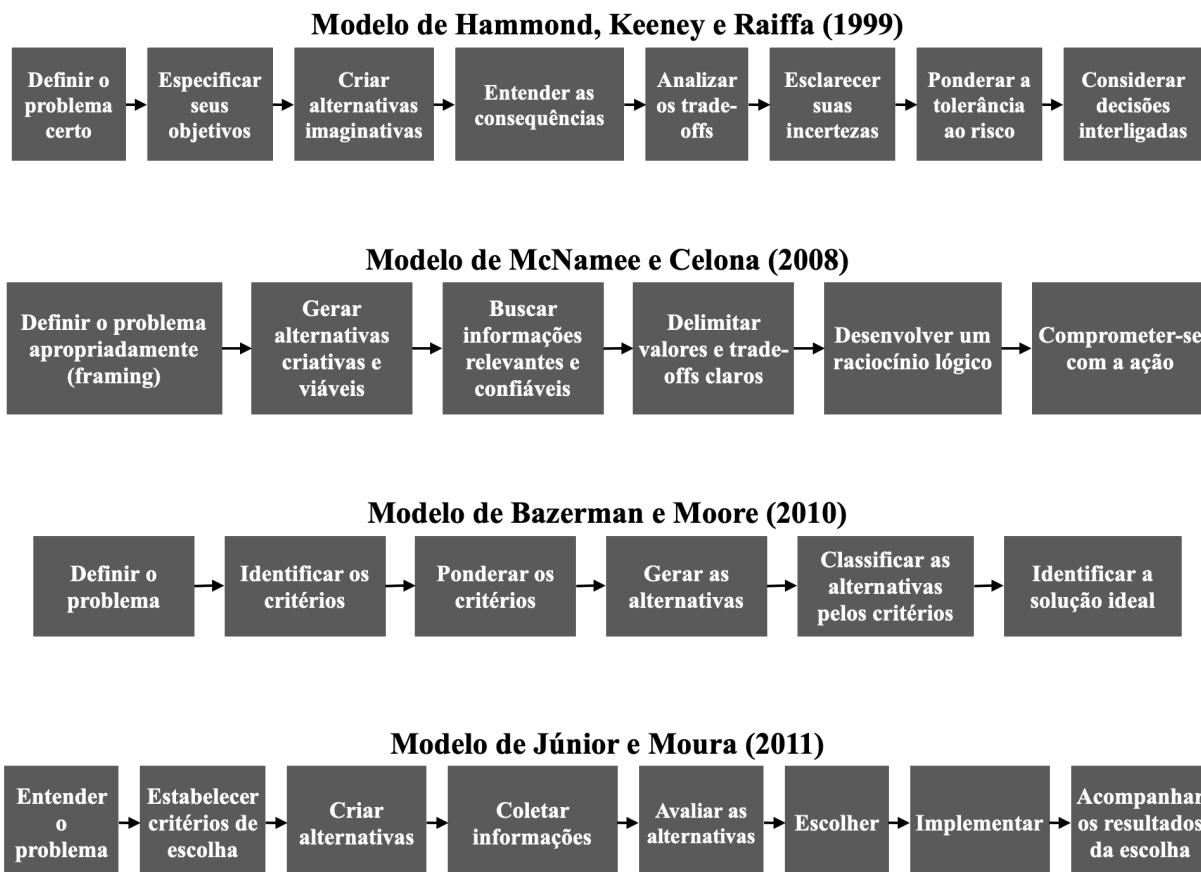 Modelo de Hammond, Keeney e Raiffa (1999)
Definir o
problema
certo
Especificar
seus
objetivos
Criar
alternativas
imaginativas
Entender as
consequências
Analizar
os trade-
offs
Esclarecer
suas
incertezas
Ponderar a
tolerância
ao risco
Considerar
decisões
interligadas
Modelo de McNamee e Celona (2008)
Definir o problema
apropriadamente
(framing)
Gerar
alternativas
criativas e
viáveis
Buscar
informações
relevantes e
confiáveis
Delimitar
valores e trade-
offs claros
Desenvolver um
raciocínio lógico
Comprometer-se
com a ação
Modelo de Bazerman e Moore (2010)
Definir o
problema
Identificar os
critérios
Ponderar os
critérios
Gerar as
alternativas
Classificar as
alternativas
pelos critérios
Identificar a
solução ideal
Modelo de Júnior e Moura (2011)
Entender
o
problema
Estabelecer
critérios de
escolha
Criar
alternativas
Coletar
informações
Avaliar as
alternativas
Escolher
Implementar
Acompanhar
os resultados
da escolha